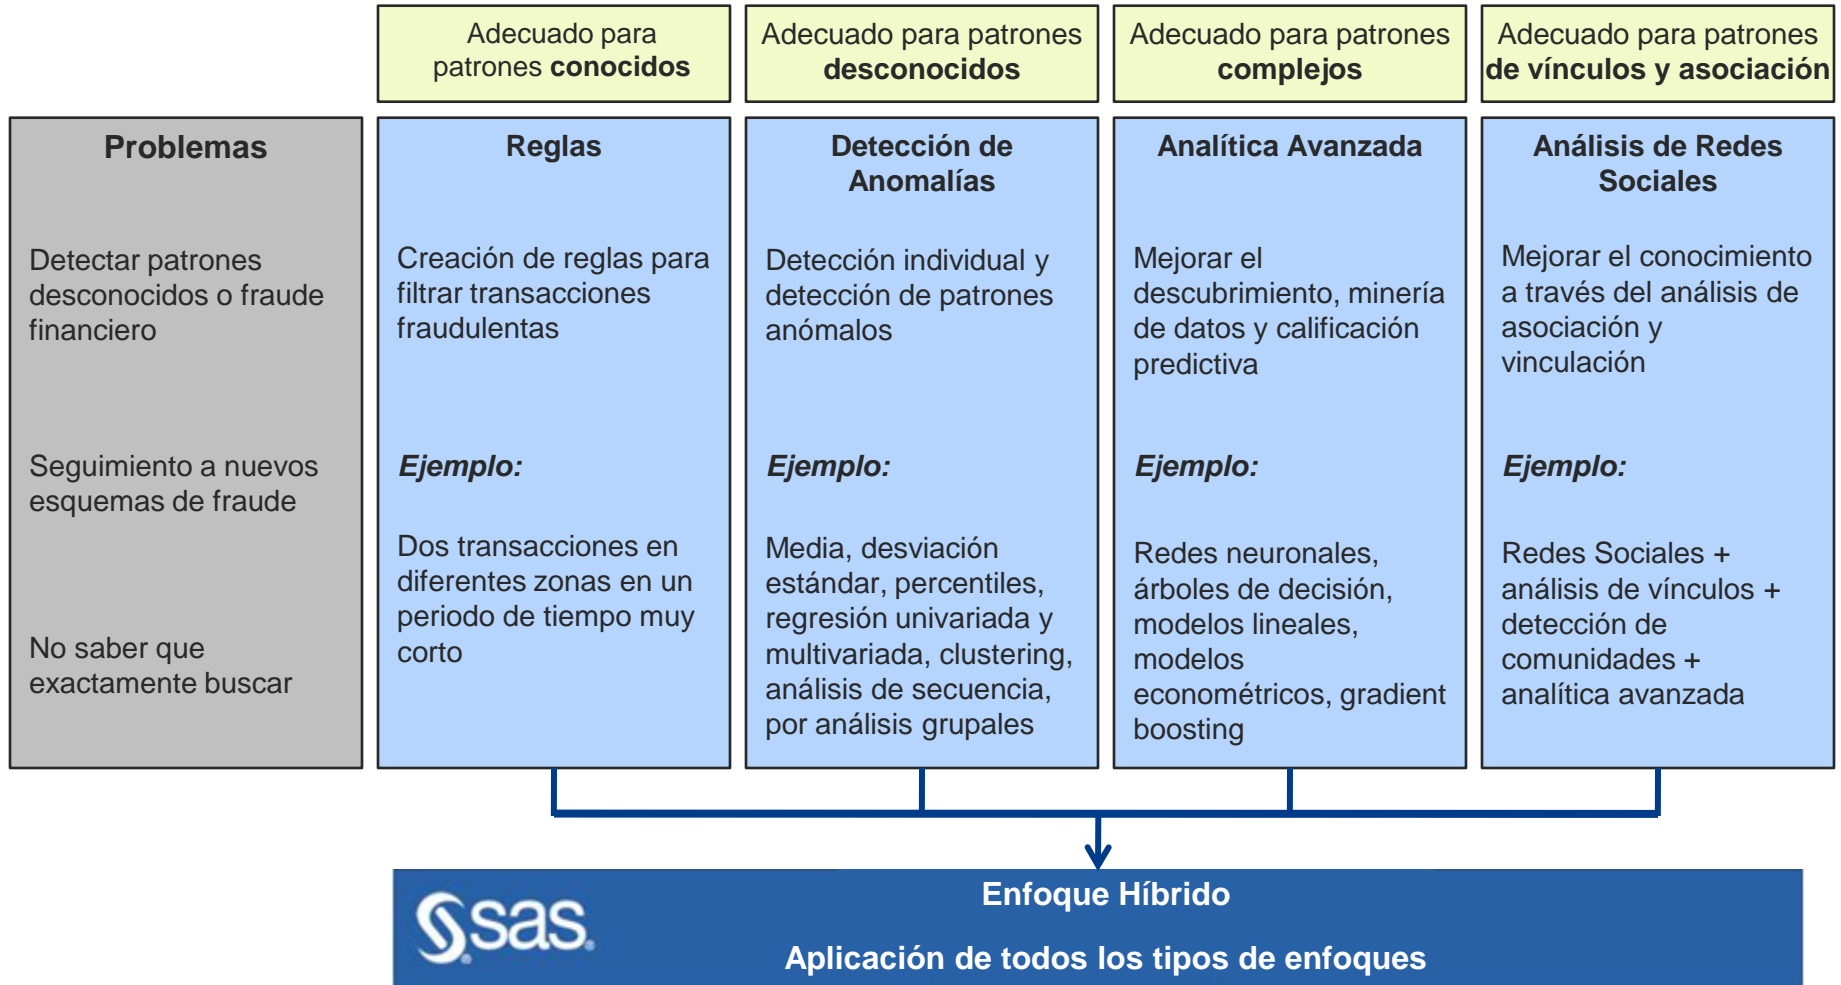 Adecuado para
patrones conocidos
Adecuado para patrones
desconocidos
Adecuado para patrones
complejos
Adecuado para patrones
de vínculos y asociación
Problemas
Detectar patrones
desconocidos o fraude
financiero
Seguimiento a nuevos
esquemas de fraude
No saber que
exactamente buscar
Reglas
Creación de reglas para
filtrar transacciones
fraudulentas
Ejemplo:
Dos transacciones en
diferentes zonas en un
periodo de tiempo muy
corto
Detección de
Anomalías
Detección individual y
detección de patrones
anómalos
Ejemplo:
Media, desviación
estándar, percentiles,
regresión univariada y
multivariada, clustering,
análisis de secuencia,
por análisis grupales
Analítica Avanzada
Mejorar el
descubrimiento, minería
de datos y calificación
predictiva
Ejemplo:
Redes neuronales,
árboles de decisión,
modelos lineales,
modelos
econométricos, gradient
boosting
Análisis de Redes
Sociales
Mejorar el conocimiento
a través del análisis de
asociación y
vinculación
Ejemplo:
Redes Sociales +
análisis de vínculos +
detección de
comunidades +
analítica avanzada
sas
Enfoque Híbrido
Aplicación de todos los tipos de enfoques